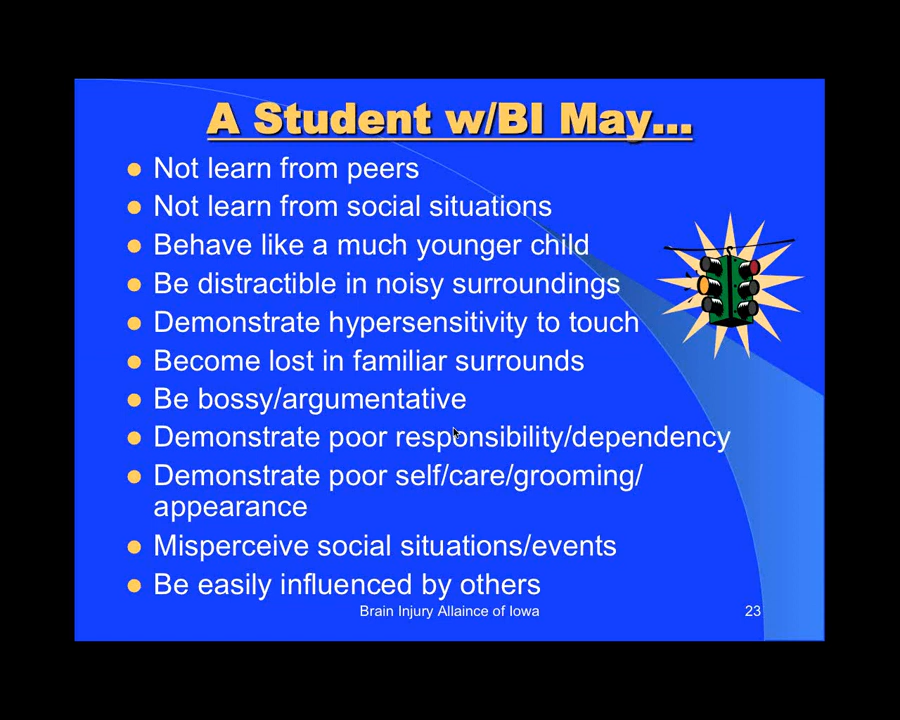 A Student w/BI May...
Not learn from peers
Not learn from social situations
Behave like a much younger child
Be distractible in noisy surroundings
Demonstrate hypersensitivity to touch
Become lost in familiar surrounds
Be bossy/argumentative
Demonstrate poor responsibility/dependency
Demonstrate poor self/care/grooming/
appearance
Misperceive social situations/events
Be easily influenced by others
Brain Injury Allaince of Iowa
23